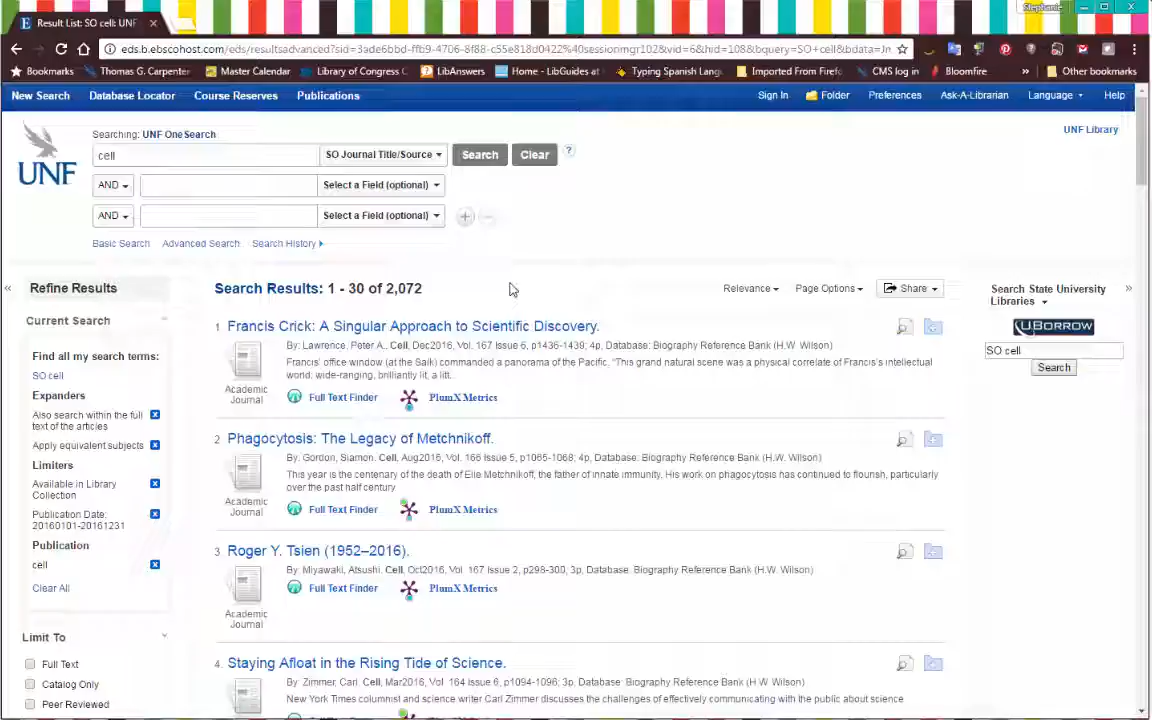 Result List: SO cell: UNF
Stephanie
eds.b.ebscohost.com/eds/resultsadvanced?sid=3ade6bbd-ffb9-4706-8f88-c55e818d0422%40sessionmgr102&vid=6&hid=108&bquery=SO+cell&bdata=Jm
Bookmarks
Thomas G. Carpenter
Master Calendar
Library of Congress C
LibAnswers
Home - LibGuides at
Typing Spanish Lang
Imported From Firefo
CMS log in
Bloomfire
»
Other bookmarks
New Search
Database Locator
Course Reserves
Publications
Sign In
Folder
Preferences
Ask-A-Librarian
Language
Help
UNF
Searching: UNF OneSearch
UNF Library
cell
SO Journal Title/Source
Search
Clear
?
AND
Select a Field (optional)
AND
Select a Field (optional)
Basic Search
Advanced Search
Search History
«
Refine Results
Current Search
Find all my search terms:
SO cell
Expanders
Also search within the full
text of the articles
Apply equivalent subjects
Limiters
Available in Library
Collection
Publication Date:
20160101-20161231
Publication
cell
Clear All
Limit To
Full Text
Catalog Only
Peer Reviewed
Search Results: 1 - 30 of 2,072
Relevance
Page Options
Share
1
Francis Crick: A Singular Approach to Scientific Discovery.
By: Lawrence, Peter A.. Cell, Dec2016, Vol. 167 Issue 6, p1436-1439; 4p, Database: Biography Reference Bank (H.W. Wilson)
Francis' office window (at the Salk) commanded a panorama of the Pacific. "This grand natural scene was a physical correlate of Francis's intellectual
world: wide-ranging, brilliantly lit, a litt.
Academic
Journal
Full Text Finder
PlumX Metrics
2
Phagocytosis: The Legacy of Metchnikoff.
By: Gordon, Siamon. Cell, Aug2016, Vol. 166 Issue 5, p1065-1068; 4p, Database: Biography Reference Bank (H.W. Wilson)
This year is the centenary of the death of Elie Metchnikoff, the father of innate immunity. His work on phagocytosis has continued to flourish, particularly
over the past half century
Academic
Journal
Full Text Finder
PlumX Metrics
3
Roger Y. Tsien (1952–2016).
By: Miyawaki, Atsushi. Cell, Oct2016, Vol. 167 Issue 2, p298-300, 3p, Database: Biography Reference Bank (H.W. Wilson)
Full Text Finder
PlumX Metrics
Academic
Journal
4.
Staying Afloat in the Rising Tide of Science.
By: Zimmer, Carl. Cell, Mar2016, Vol. 164 Issue 6, p1094-1096; 3p, Database: Biography Reference Bank (H.W. Wilson)
New York Times columnist and science writer Carl Zimmer discusses the challenges of effectively communicating with the public about science
Search State University
Libraries
»
UBORROW
SO cell
Search